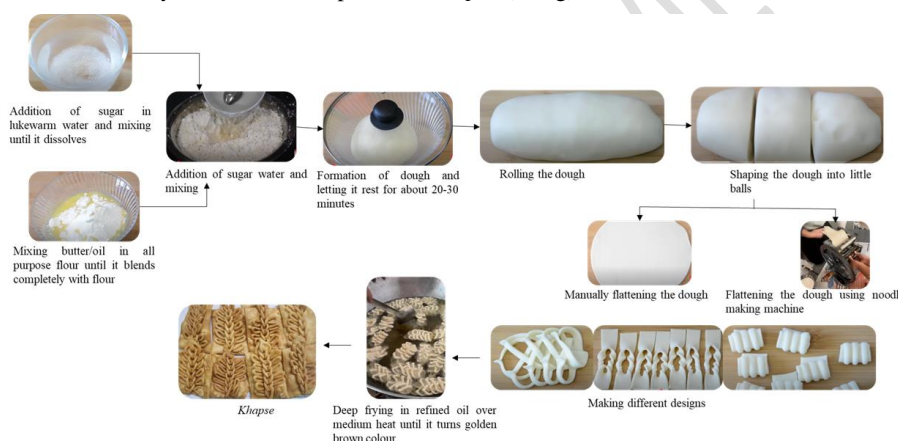 Addition of sugar in
lukewarm water and mixing
until it dissolves
Addition of sugar water and
mixing
Formation of dough and
letting it rest for about 20-30
minutes
Rolling the dough
Shaping the dough into little
balls
Mixing butter/oil in all
purpose flour until it blends
completely with flour
Manually flattening the dough
Flattening the dough using noodl
making machine
Khapse
Deep frying in refined oil over
medium heat until it turns golden
brown colour
Making different designs